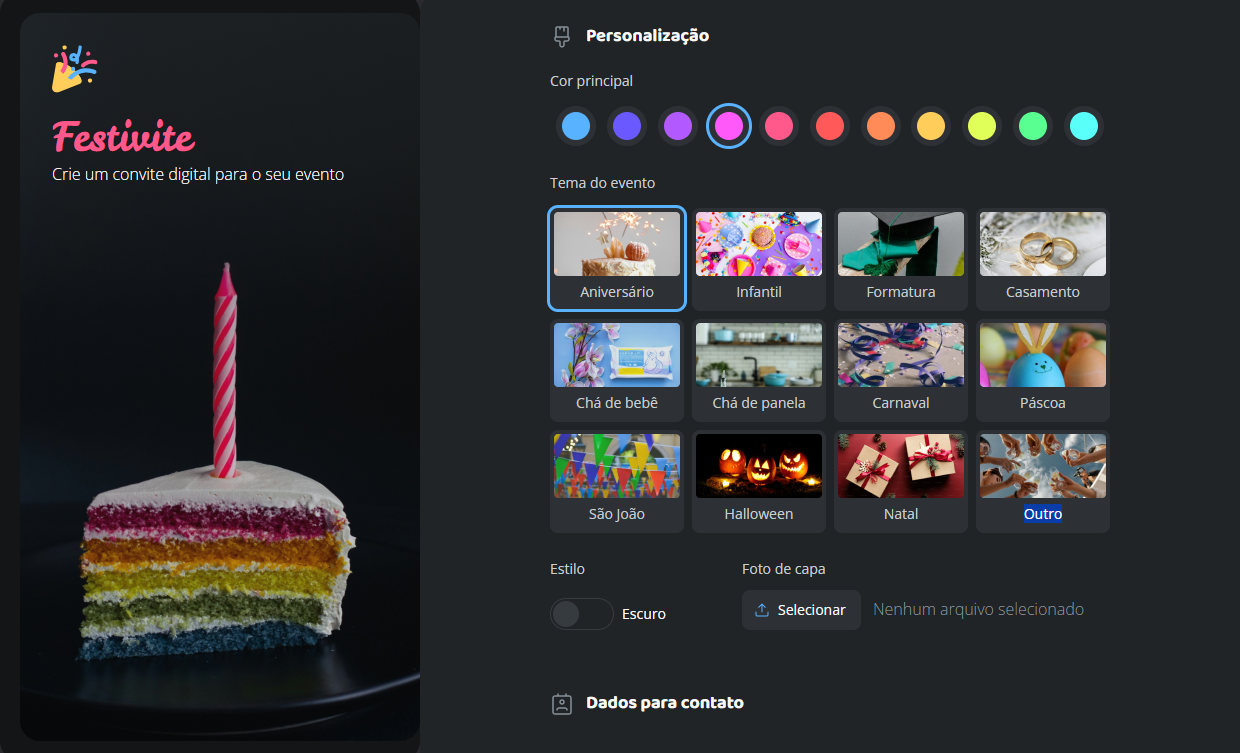 Festivite
Crie um convite digital para o seu evento
Personalização
Cor principal
Tema do evento
Aniversário
Infantil
Formatura
Casamento
Chá de bebê
Chá de panela
Carnaval
Páscoa
São João
Halloween
Natal
Outro
Estilo
Foto de capa
Escuro
Selecionar
Nenhum arquivo selecionado
Dados para contato